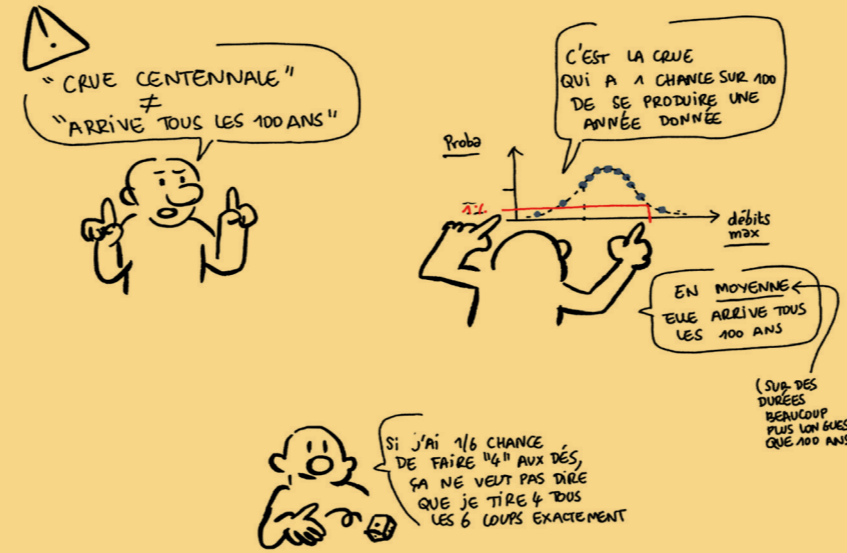 "CRUE CENTENNALE"
≠
"ARRIVE TOUS LES 100 ANS"
C'EST LA CRUE
QUI A 1 CHANCE SUR 100
DE SE PRODUIRE UNE
ANNÉE DONNÉE
Proba
1%
débits
max
EN MOYENNE
ELLE ARRIVE TOUS
LES 100 ANS
(SUR DES
DURÉES
BEAUCOUP
PLUS LONGUES
QUE 100 ANS
Si j'Ai 1/6 CHANCE
DE FAIRE "4" AUX DÉS,
ÇA NE VEUT PAS DIRE
QUE jE TiRE 4 TOUS
LES 6 COUPS EXACTEMENT